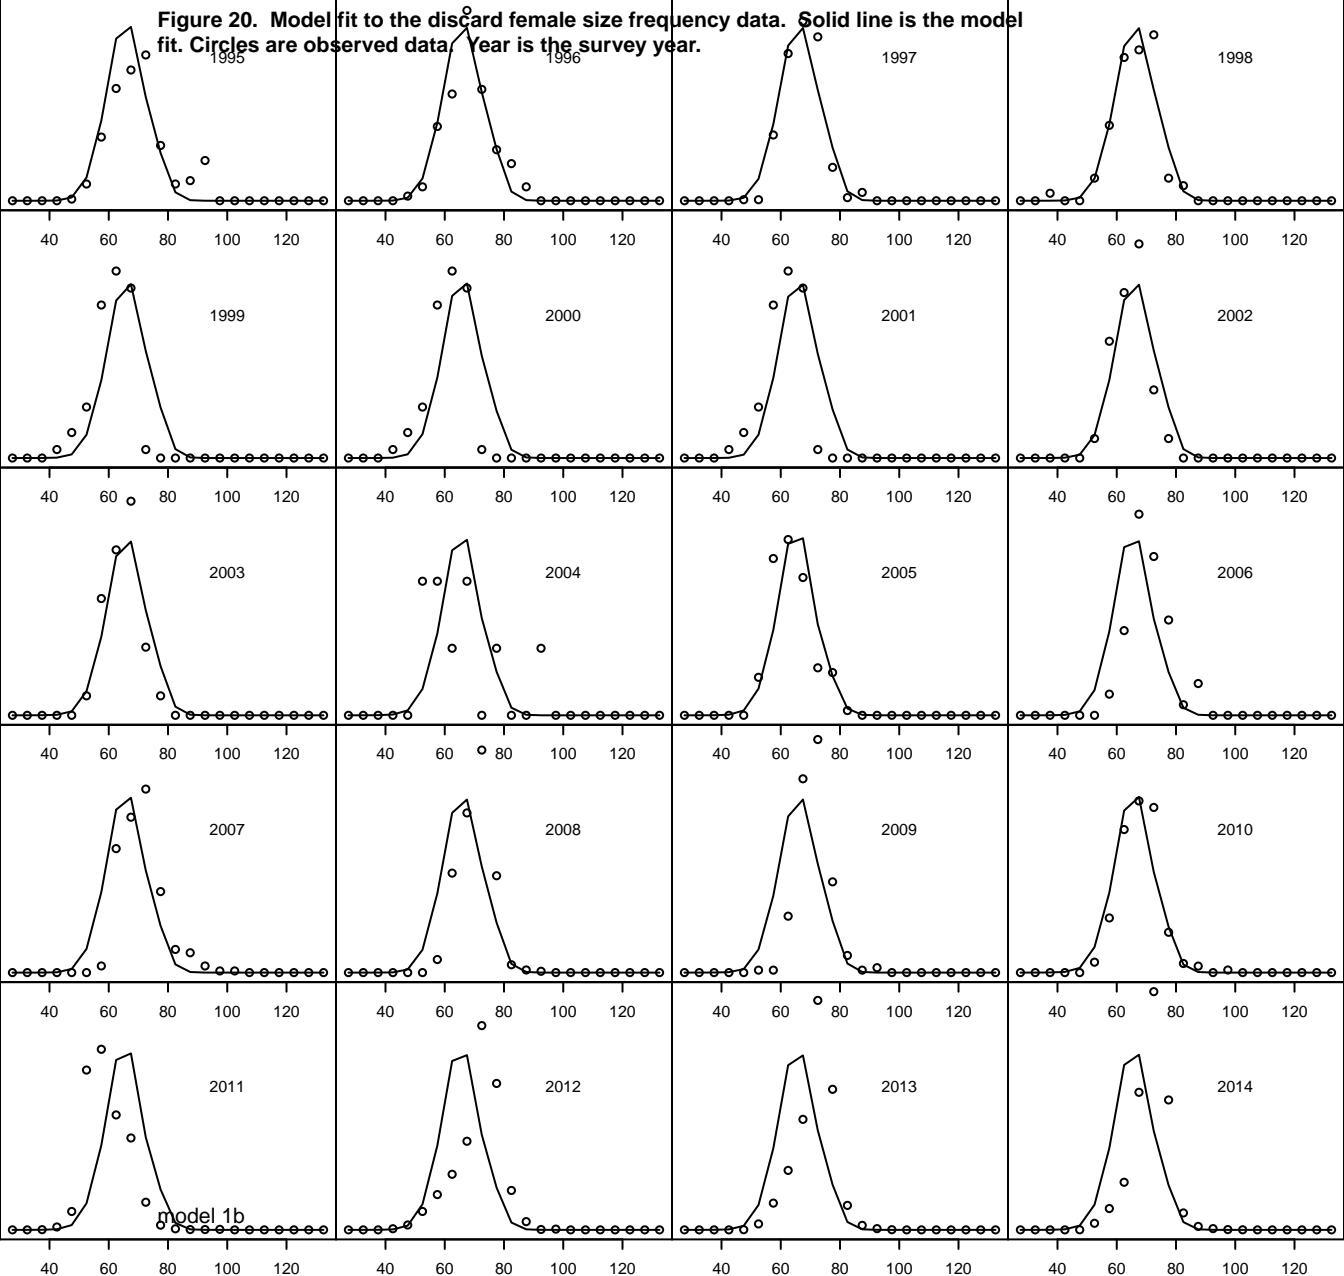 Figure 20.  Model fit to the discard female size frequency data.  Solid line is the model
fit. Circles are observed data.  Year is the survey year.
1995 1996 1997 1998
40 60 80 100 120 40 60 80 100 120 40 60 80 100 120 40 60 80 100 120
1999 2000 2001 2002
40 60 80 100 120 40 60 80 100 120 40 60 80 100 120 40 60 80 100 120
2003 2004 2005 2006
40 60 80 100 120 40 60 80 100 120 40 60 80 100 120 40 60 80 100 120
2007 2008 2009 2010
40 60 80 100 120 40 60 80 100 120 40 60 80 100 120 40 60 80 100 120
2011 2012 2013 2014
model 1b
40 60 80 100 120 40 60 80 100 120 40 60 80 100 120 40 60 80 100 120